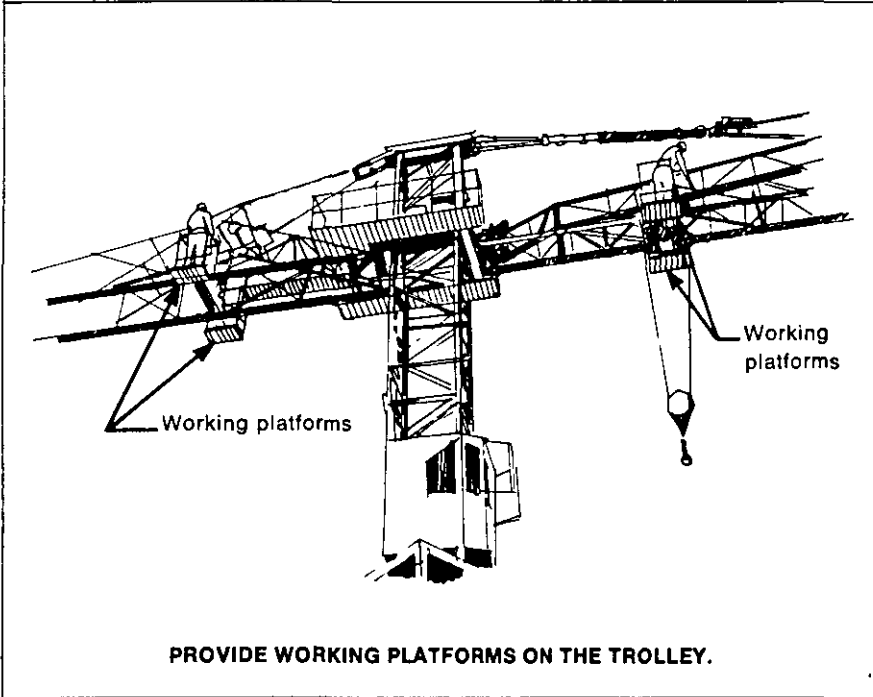 Working
platforms
Working platforms
PROVIDE WORKING PLATFORMS ON THE TROLLEY.